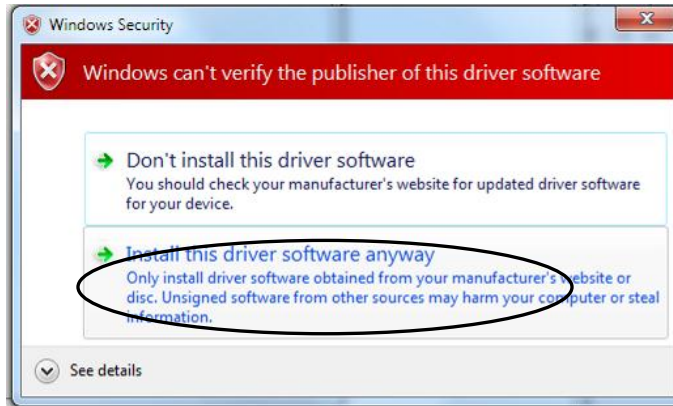 Windows Security
Windows can't verify the publisher of this driver software
Don't install this driver software
You should check your manufacturer's website for updated driver software
for your device.
Install this driver software anyway
Only install driver software obtained from your manufacturer's website or
disc. Unsigned software from other sources may harm your computer or steal
information.
See details